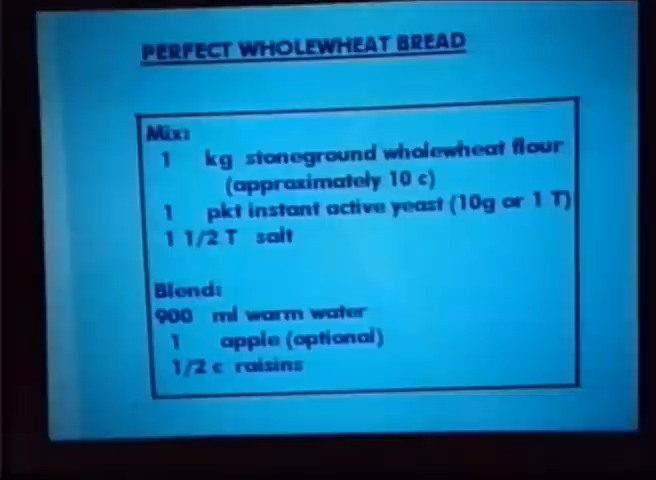 PERFECT WHOLEWHEAT BREAD
Mix:
1 kg stoneground wholewheat flour
(approximately 10 c)
1 pkt instant active yeast (10g or 1 T)
1 1/2 T salt
Blend:
900 ml warm water
1 apple (optional)
1/2 c raisins